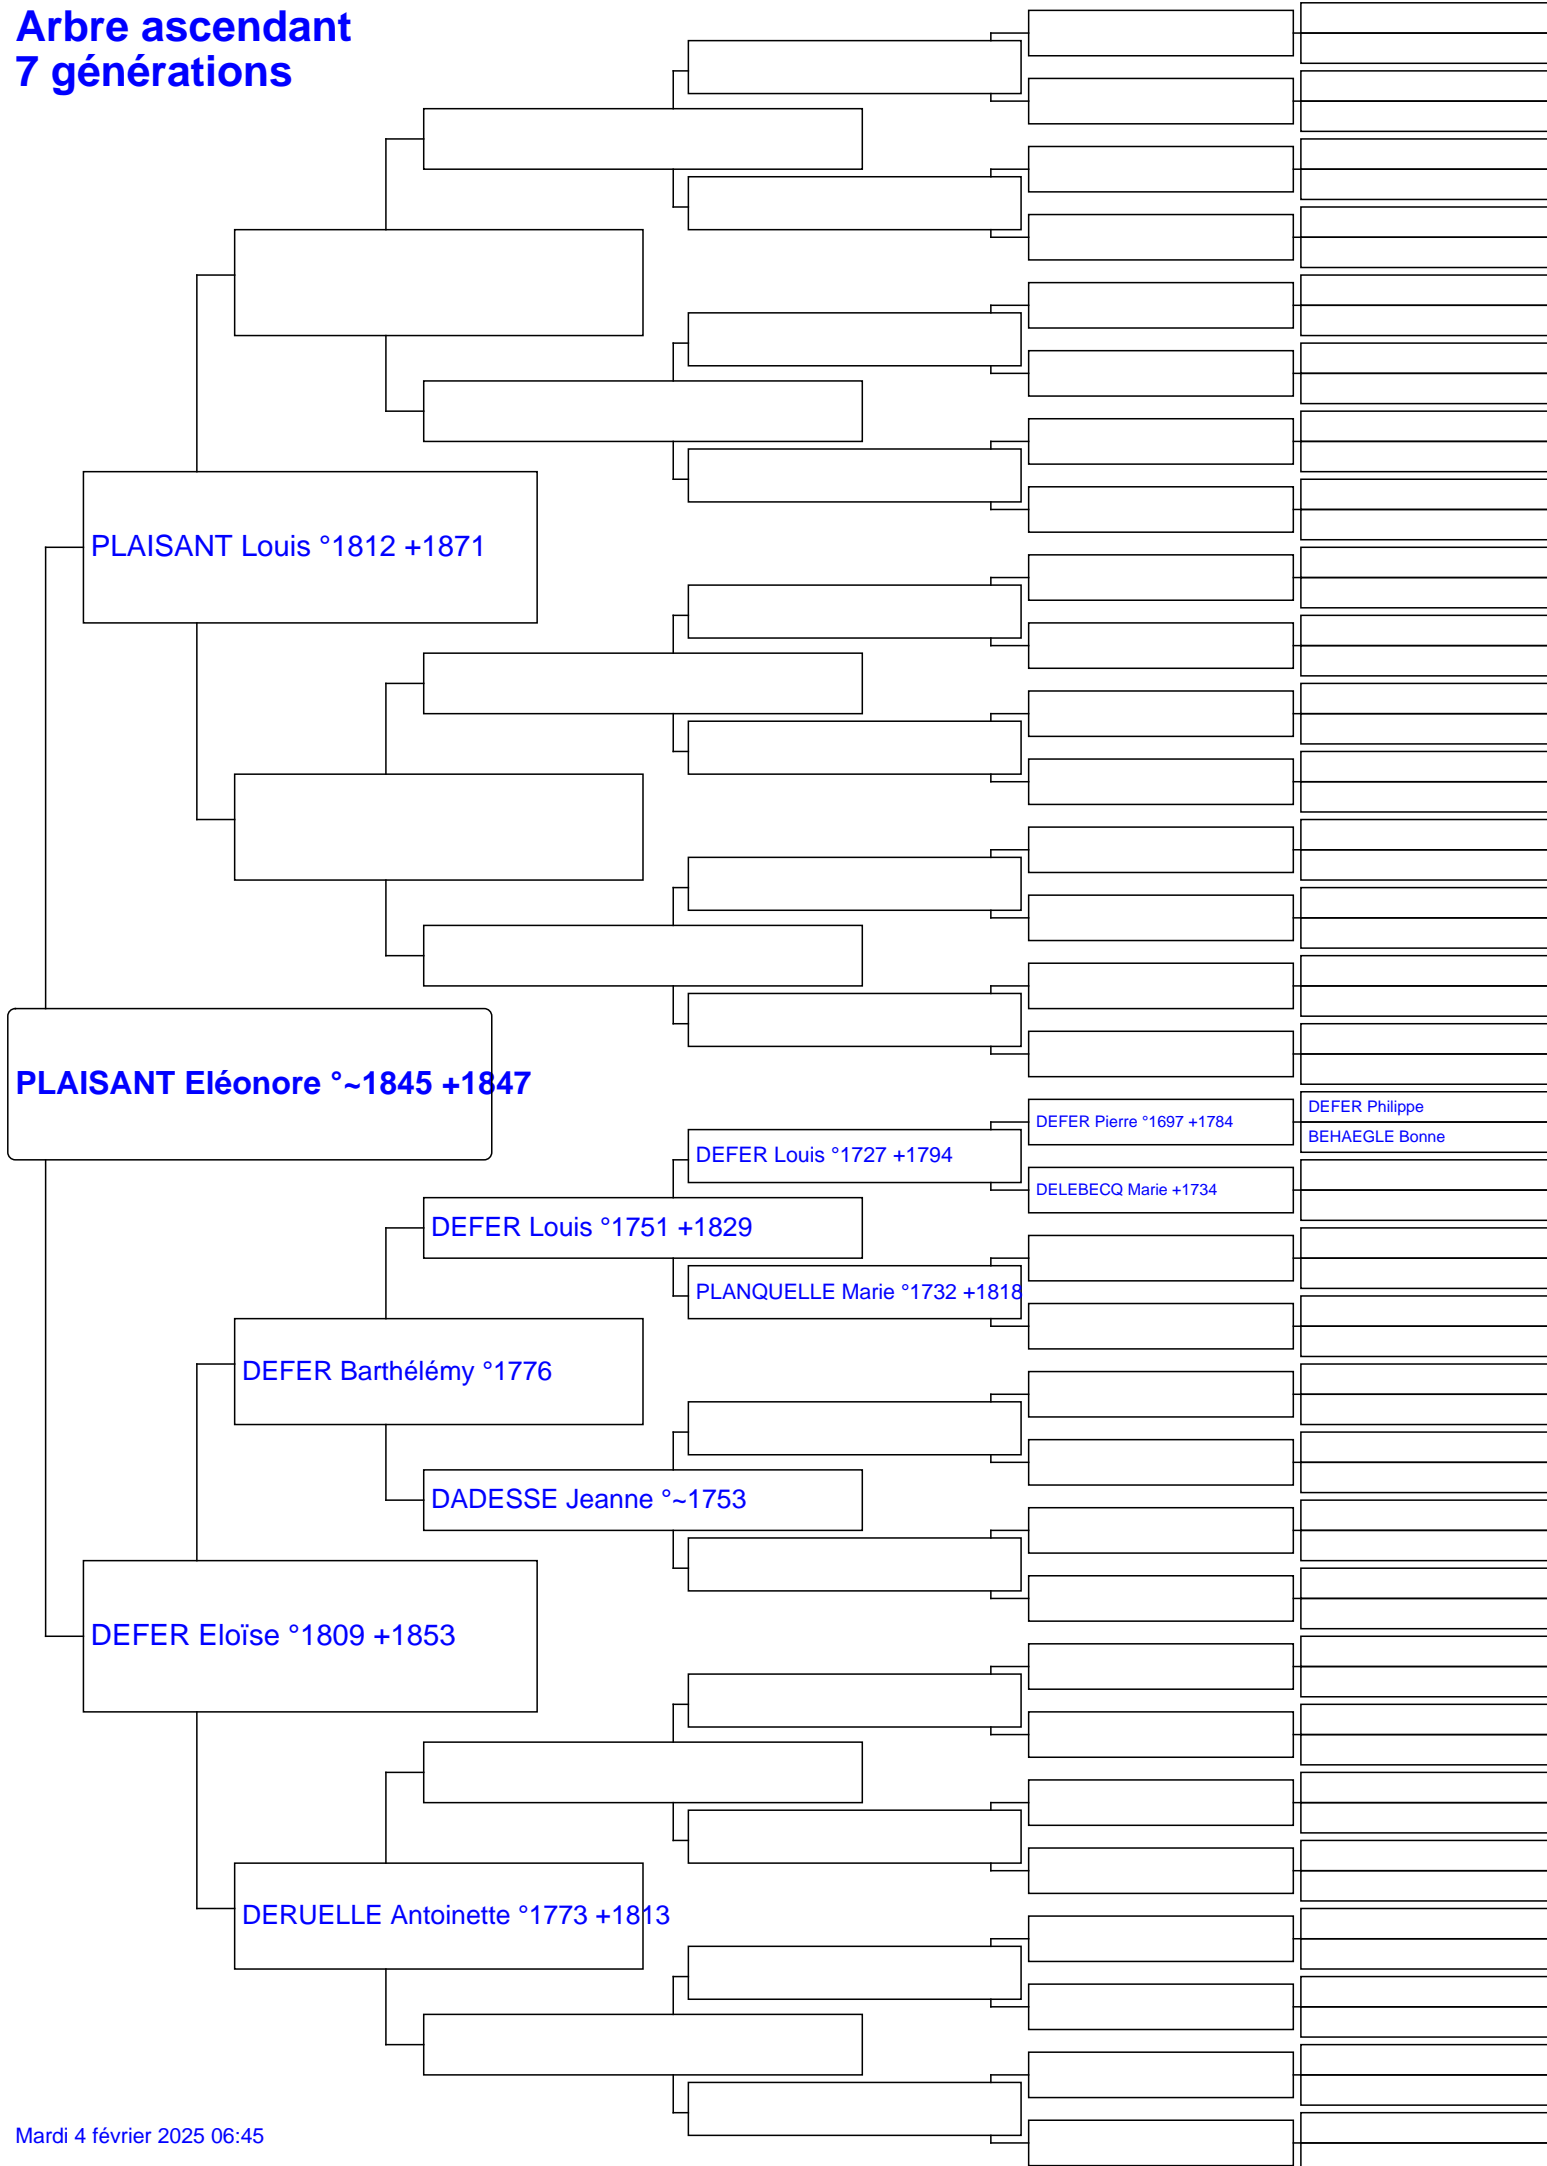 Arbre ascendant
7 générations
PLAISANT Louis °1812 +1871
PLAISANT Eléonore °~1845 +1847
DEFER Philippe
DEFER Pierre °1697 +1784
BEHAEGLE Bonne
DEFER Louis °1727 +1794
DELEBECQ Marie +1734
DEFER Louis °1751 +1829
PLANQUELLE Marie °1732 +1818
DEFER Barthélémy °1776
DADESSE Jeanne °~1753
DEFER Eloïse °1809 +1853
DERUELLE Antoinette °1773 +1813
Mardi 4 février 2025 06:45